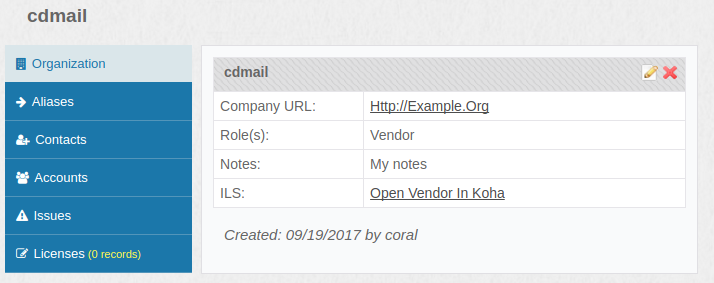 cdmail
Organization
Aliases
Contacts
Accounts
Issues
Licenses (0 records)
cdmail
Company URL: Http://Example.Org
Role(s): Vendor
Notes: My notes
ILS: Open Vendor In Koha
Created: 09/19/2017 by coral